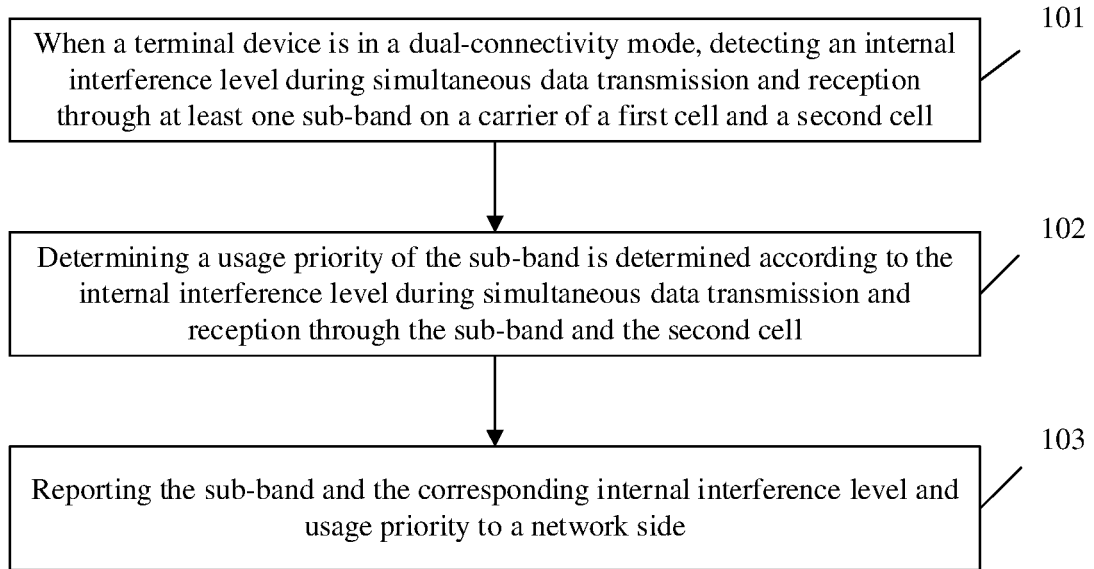 101
When a terminal device is in a dual-connectivity mode, detecting an internal
interference level during simultaneous data transmission and reception
through at least one sub-band on a carrier of a first cell and a second cell
102
Determining a usage priority of the sub-band is determined according to the
internal interference level during simultaneous data transmission and
reception through the sub-band and the second cell
103
Reporting the sub-band and the corresponding internal interference level and
usage priority to a network side